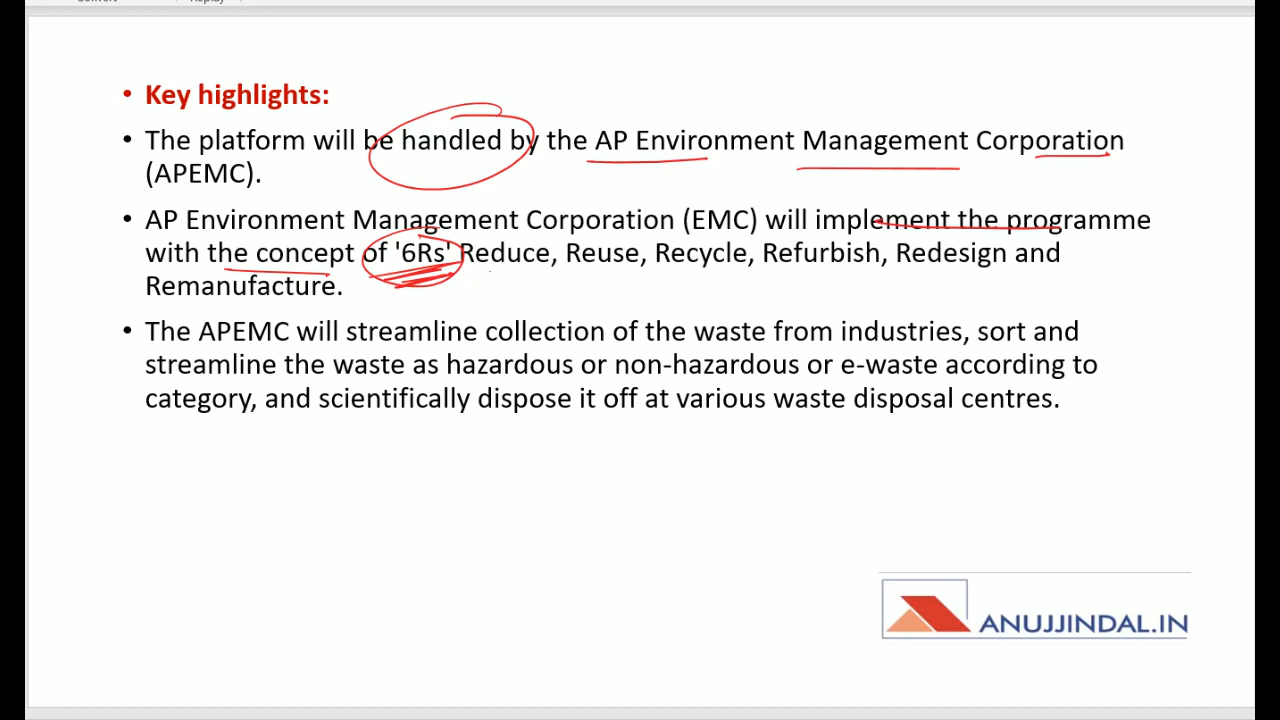 • Key highlights:
• The platform will be handled by the AP Environment Management Corporation
(APEMC).
• AP Environment Management Corporation (EMC) will implement the programme
with the concept of '6Rs' Reduce, Reuse, Recycle, Refurbish, Redesign and
Remanufacture.
• The APEMC will streamline collection of the waste from industries, sort and
streamline the waste as hazardous or non-hazardous or e-waste according to
category, and scientifically dispose it off at various waste disposal centres.
ANUJJINDAL.IN